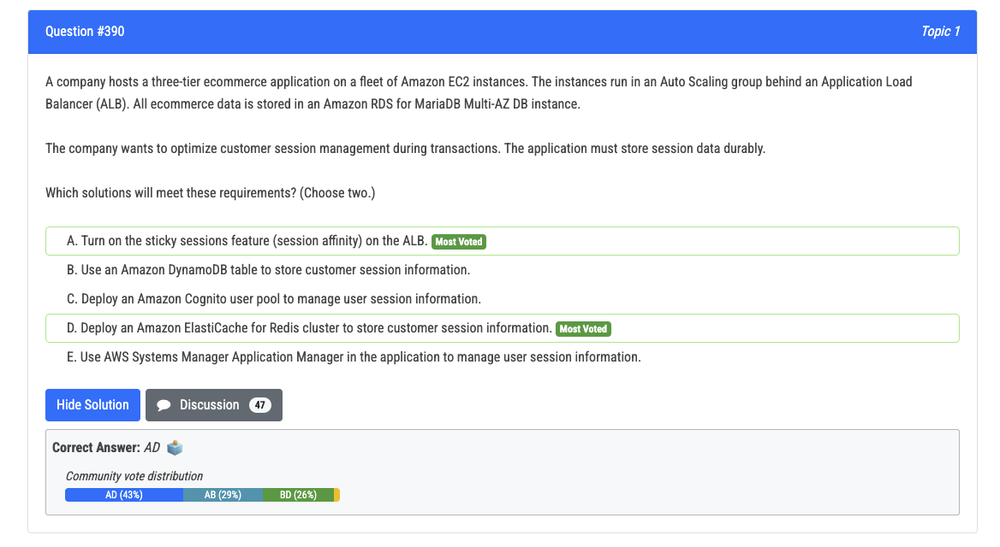 Question #390
Topic 1
A company hosts a three-tier ecommerce application on a fleet of Amazon EC2 instances. The instances run in an Auto Scaling group behind an Application Load
Balancer (ALB). All ecommerce data is stored in an Amazon RDS for MariaDB Multi-AZ DB instance.
The company wants to optimize customer session management during transactions. The application must store session data durably.
Which solutions will meet these requirements? (Choose two.)
A. Turn on the sticky sessions feature (session affinity) on the ALB. Most Voted
B. Use an Amazon DynamoDB table to store customer session information.
C. Deploy an Amazon Cognito user pool to manage user session information.
D. Deploy an Amazon ElastiCache for Redis cluster to store customer session information. Most Voted
E. Use AWS Systems Manager Application Manager in the application to manage user session information.
Hide Solution Discussion 47
Correct Answer: AD
Community vote distribution
AD (43%) AB (29%) BD (26%)